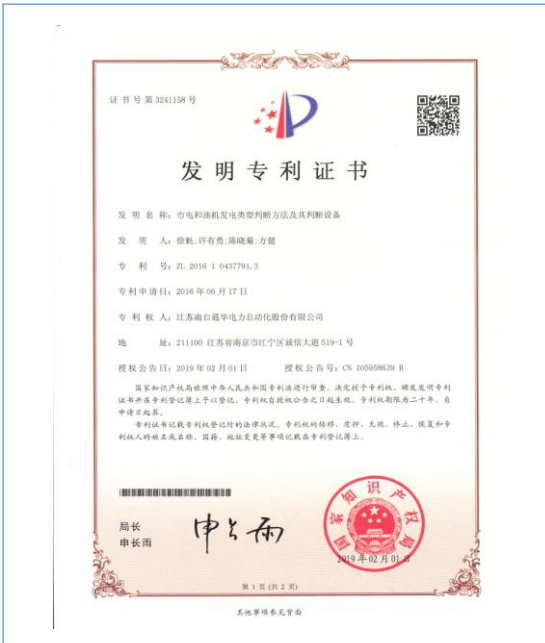 证书号第3241158号
发明专利证书
发明名称：市电和油机发电类型判断方法及其判断设备
发明人：徐魁;许有勇;陈晓菊;方健
专利号：ZL 2016 1 0437791.3
专利申请日：2016年06月17日
专利权人：江苏南自通华电力自动化股份有限公司
地址：211100 江苏省南京市江宁区诚信大道519-1号
授权公告日：2019年02月01日 授权公告号：CN 105958639 B
国家知识产权局依照中华人民共和国专利法进行审查，决定授予专利权，颁发发明专利
证书并在专利登记簿上予以登记。专利权自授权公告之日起生效。专利权期限为二十年，自
申请日起算。
专利证书记载专利权登记时的法律状况。专利权的转移、质押、无效、终止、恢复和专
利权人的姓名或名称、国籍、地址变更等事项记载在专利登记簿上。
局长
申长雨
申长雨
国家知识产权局
2019年02月01日
第 1 页 (共 2 页)
其他事项参见背面